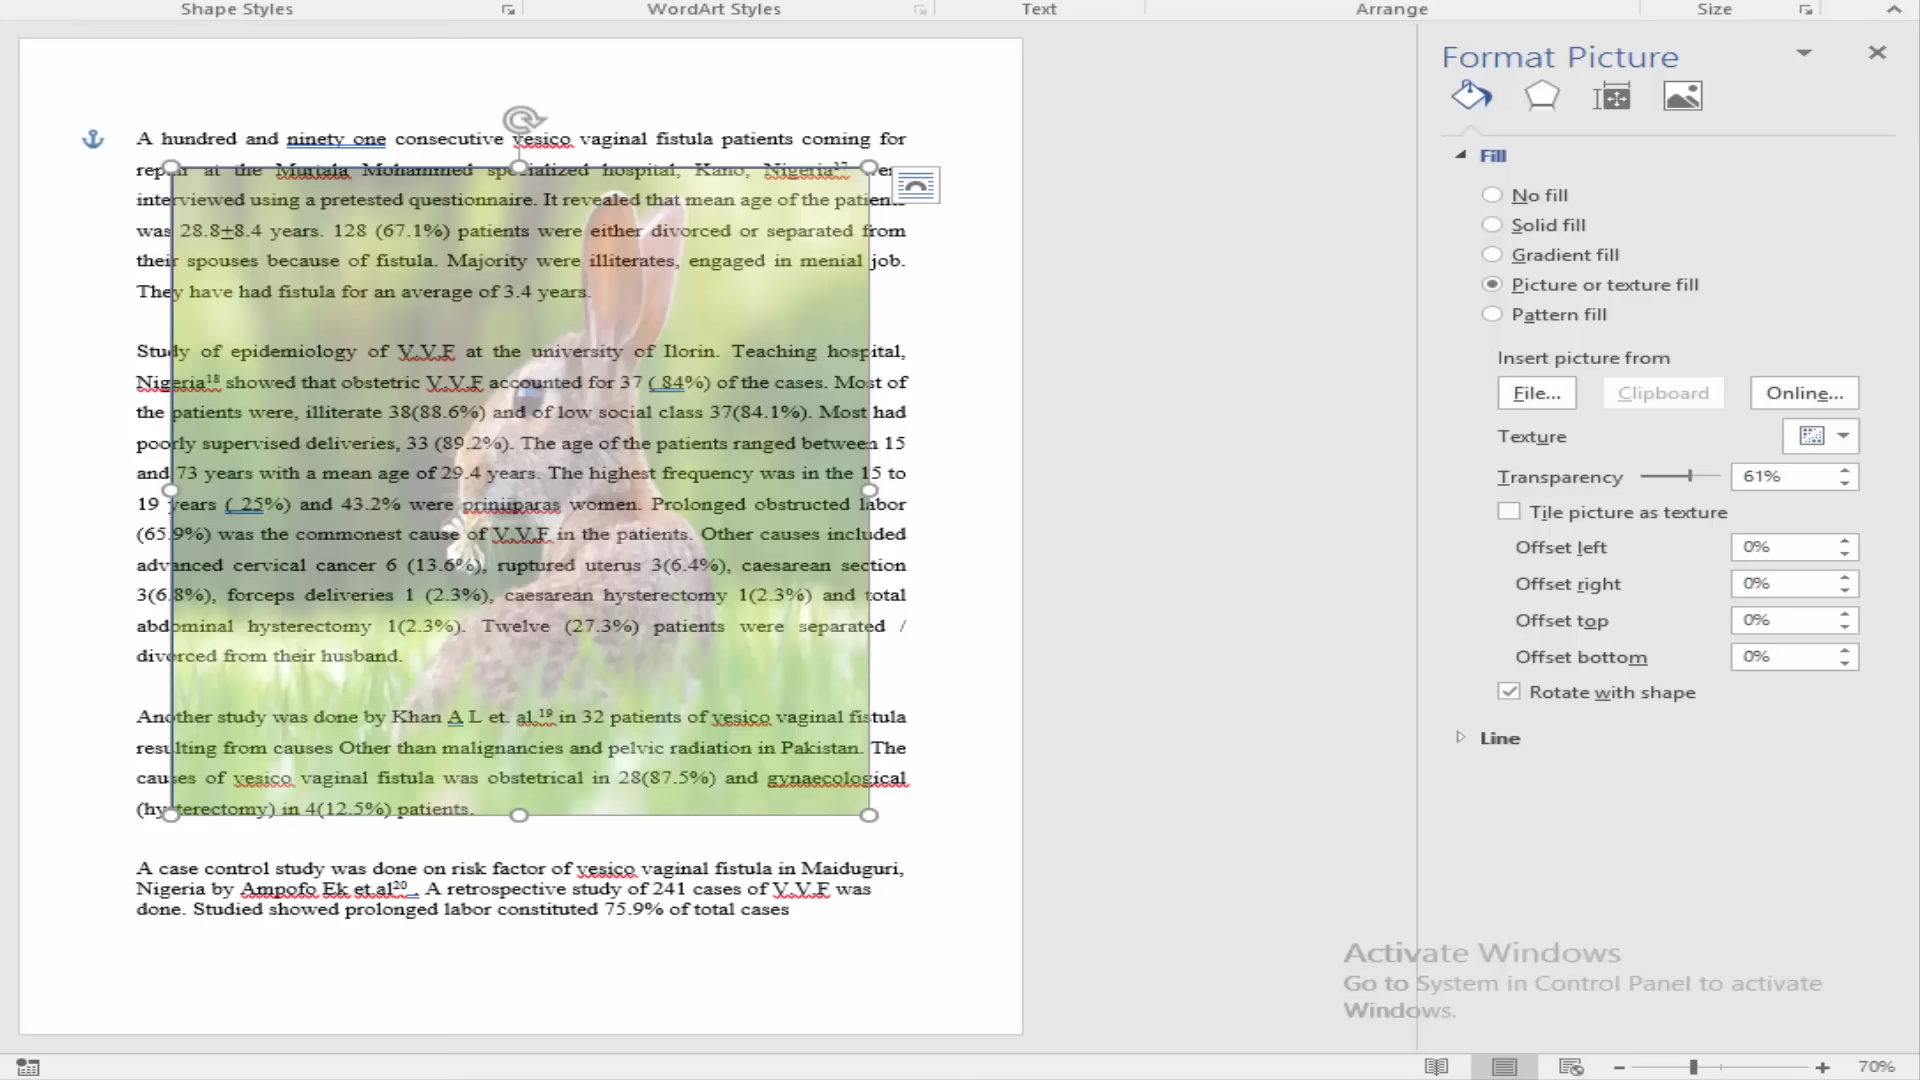 Shape Styles
WordArt Styles
Text
Arrange
Size
Format Picture
A hundred and ninety one consecutive vesico vaginal fistula patients coming for
repair at the Murtala Mohammed specialized hospital, Kano, Nigeria17
interviewed using a pretested questionnaire. It revealed that mean age of the patients
was 28.8±8.4 years. 128 (67.1%) patients were either divorced or separated from
their spouses because of fistula. Majority were illiterates, engaged in menial job.
They have had fistula for an average of 3.4 years.
Study of epidemiology of V.V.F at the university of Ilorin. Teaching hospital,
Nigeria18 showed that obstetric V.V.F accounted for 37 ( 84%) of the cases. Most of
the patients were, illiterate 38(88.6%) and of low social class 37(84.1%). Most had
poorly supervised deliveries, 33 (89.2%). The age of the patients ranged between 15
and 73 years with a mean age of 29.4 years. The highest frequency was in the 15 to
19 years ( 25%) and 43.2% were priniiparas women. Prolonged obstructed labor
(65.9%) was the commonest cause of V.V.F in the patients. Other causes included
advanced cervical cancer 6 (13.6%), ruptured uterus 3(6.4%), caesarean section
3(6.8%), forceps deliveries 1 (2.3%), caesarean hysterectomy 1(2.3%) and total
abdominal hysterectomy 1(2.3%). Twelve (27.3%) patients were separated /
divorced from their husband.
Another study was done by Khan A L et. al.19 in 32 patients of vesico vaginal fistula
resulting from causes Other than malignancies and pelvic radiation in Pakistan. The
causes of vesico vaginal fistula was obstetrical in 28(87.5%) and gynaecological
(hysterectomy) in 4(12.5%) patients.
A case control study was done on risk factor of vesico vaginal fistula in Maiduguri,
Nigeria by Ampofo Ek et.al20 . A retrospective study of 241 cases of V.V.F was
done. Studied showed prolonged labor constituted 75.9% of total cases
Fill
No fill
Solid fill
Gradient fill
Picture or texture fill
Pattern fill
Insert picture from
File... Clipboard Online...
Texture
Transparency 61%
Tile picture as texture
Offset left 0%
Offset right 0%
Offset top 0%
Offset bottom 0%
Rotate with shape
Line
Activate Windows
Go to System in Control Panel to activate
Windows.
70%